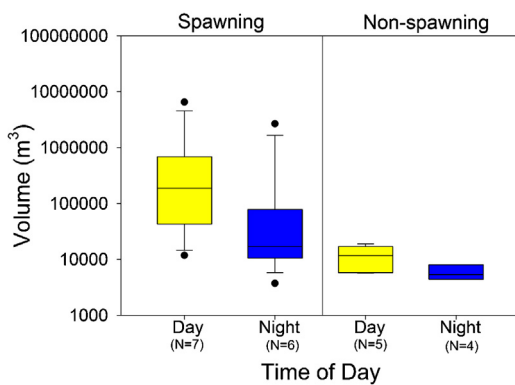 Spawning Non-spawning
100000000
10000000
1000000
100000
10000
1000
Volume (m³)
Day Night Day Night
(N=7) (N=6) (N=5) (N=4)
Time of Day